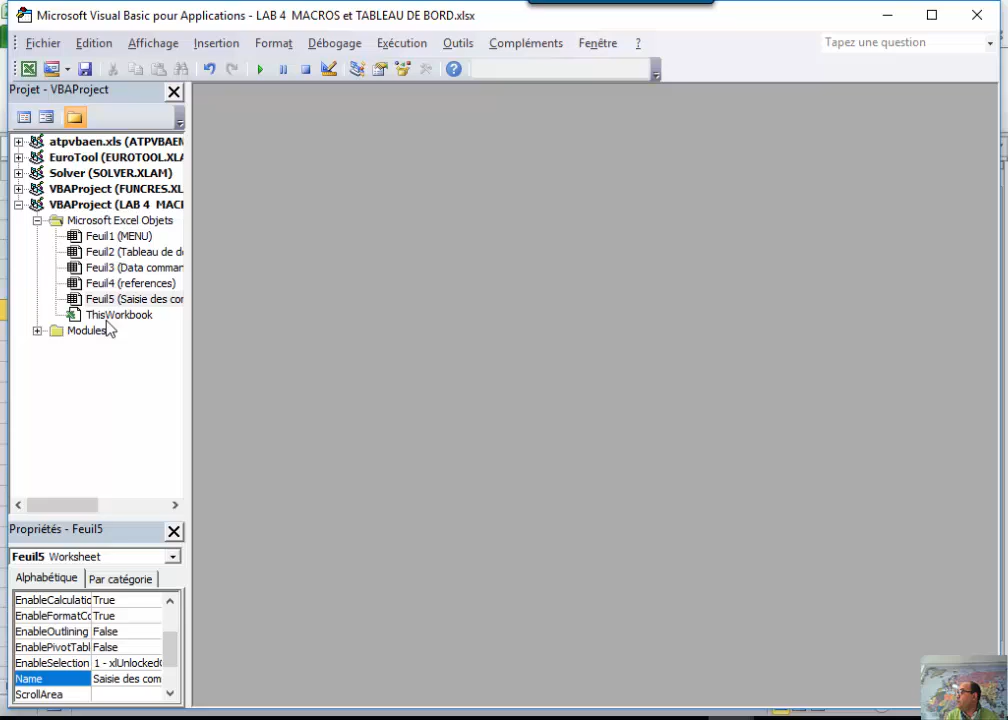 Microsoft Visual Basic pour Applications - LAB 4 MACROS et TABLEAU DE BORD.xlsx
Fichier Edition Affichage Insertion Format Débogage Exécution Outils Compléments Fenêtre ? Tapez une question
Projet - VBAProject
atpvbaen.xls (ATPVBAEN
EuroTool (EUROTOOL.XLA
Solver (SOLVER.XLAM)
VBAProject (FUNCRES.XL
VBAProject (LAB 4 MACI
Microsoft Excel Objets
Feuil1 (MENU)
Feuil2 (Tableau de d
Feuil3 (Data comman
Feuil4 (references)
Feuil5 (Saisie des co
ThisWorkbook
Modules
Propriétés - Feuil5
Feuil5 Worksheet
Alphabétique Par catégorie
EnableCalculatic True
EnableFormatCo True
EnableOutlining False
EnablePivotTabl False
EnableSelection 1 - xlUnlockedC
Name Saisie des com
ScrollArea